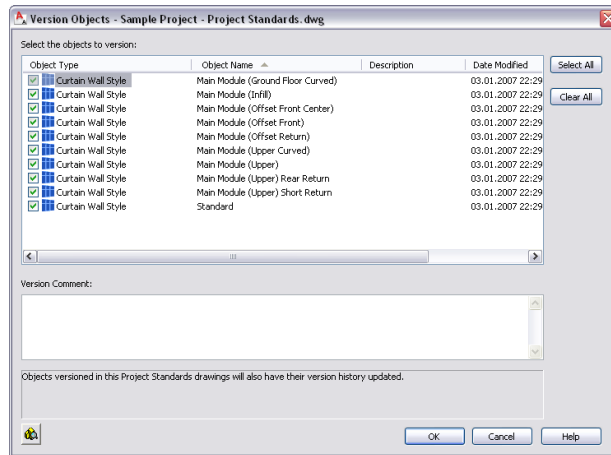 Version Objects - Sample Project - Project Standards.dwg
Select the objects to version:
Object Type Object Name Description Date Modified
Select All
Curtain Wall Style Main Module (Ground Floor Curved) 03.01.2007 22:29
Curtain Wall Style Main Module (Infill) 03.01.2007 22:29
Clear All
Curtain Wall Style Main Module (Offset Front Center) 03.01.2007 22:29
Curtain Wall Style Main Module (Offset Front) 03.01.2007 22:29
Curtain Wall Style Main Module (Offset Return) 03.01.2007 22:29
Curtain Wall Style Main Module (Upper Curved) 03.01.2007 22:29
Curtain Wall Style Main Module (Upper) 03.01.2007 22:29
Curtain Wall Style Main Module (Upper) Rear Return 03.01.2007 22:29
Curtain Wall Style Main Module (Upper) Short Return 03.01.2007 22:29
Curtain Wall Style Standard 03.01.2007 22:29
Version Comment:
Objects versioned in this Project Standards drawings will also have their version history updated.
OK Cancel Help